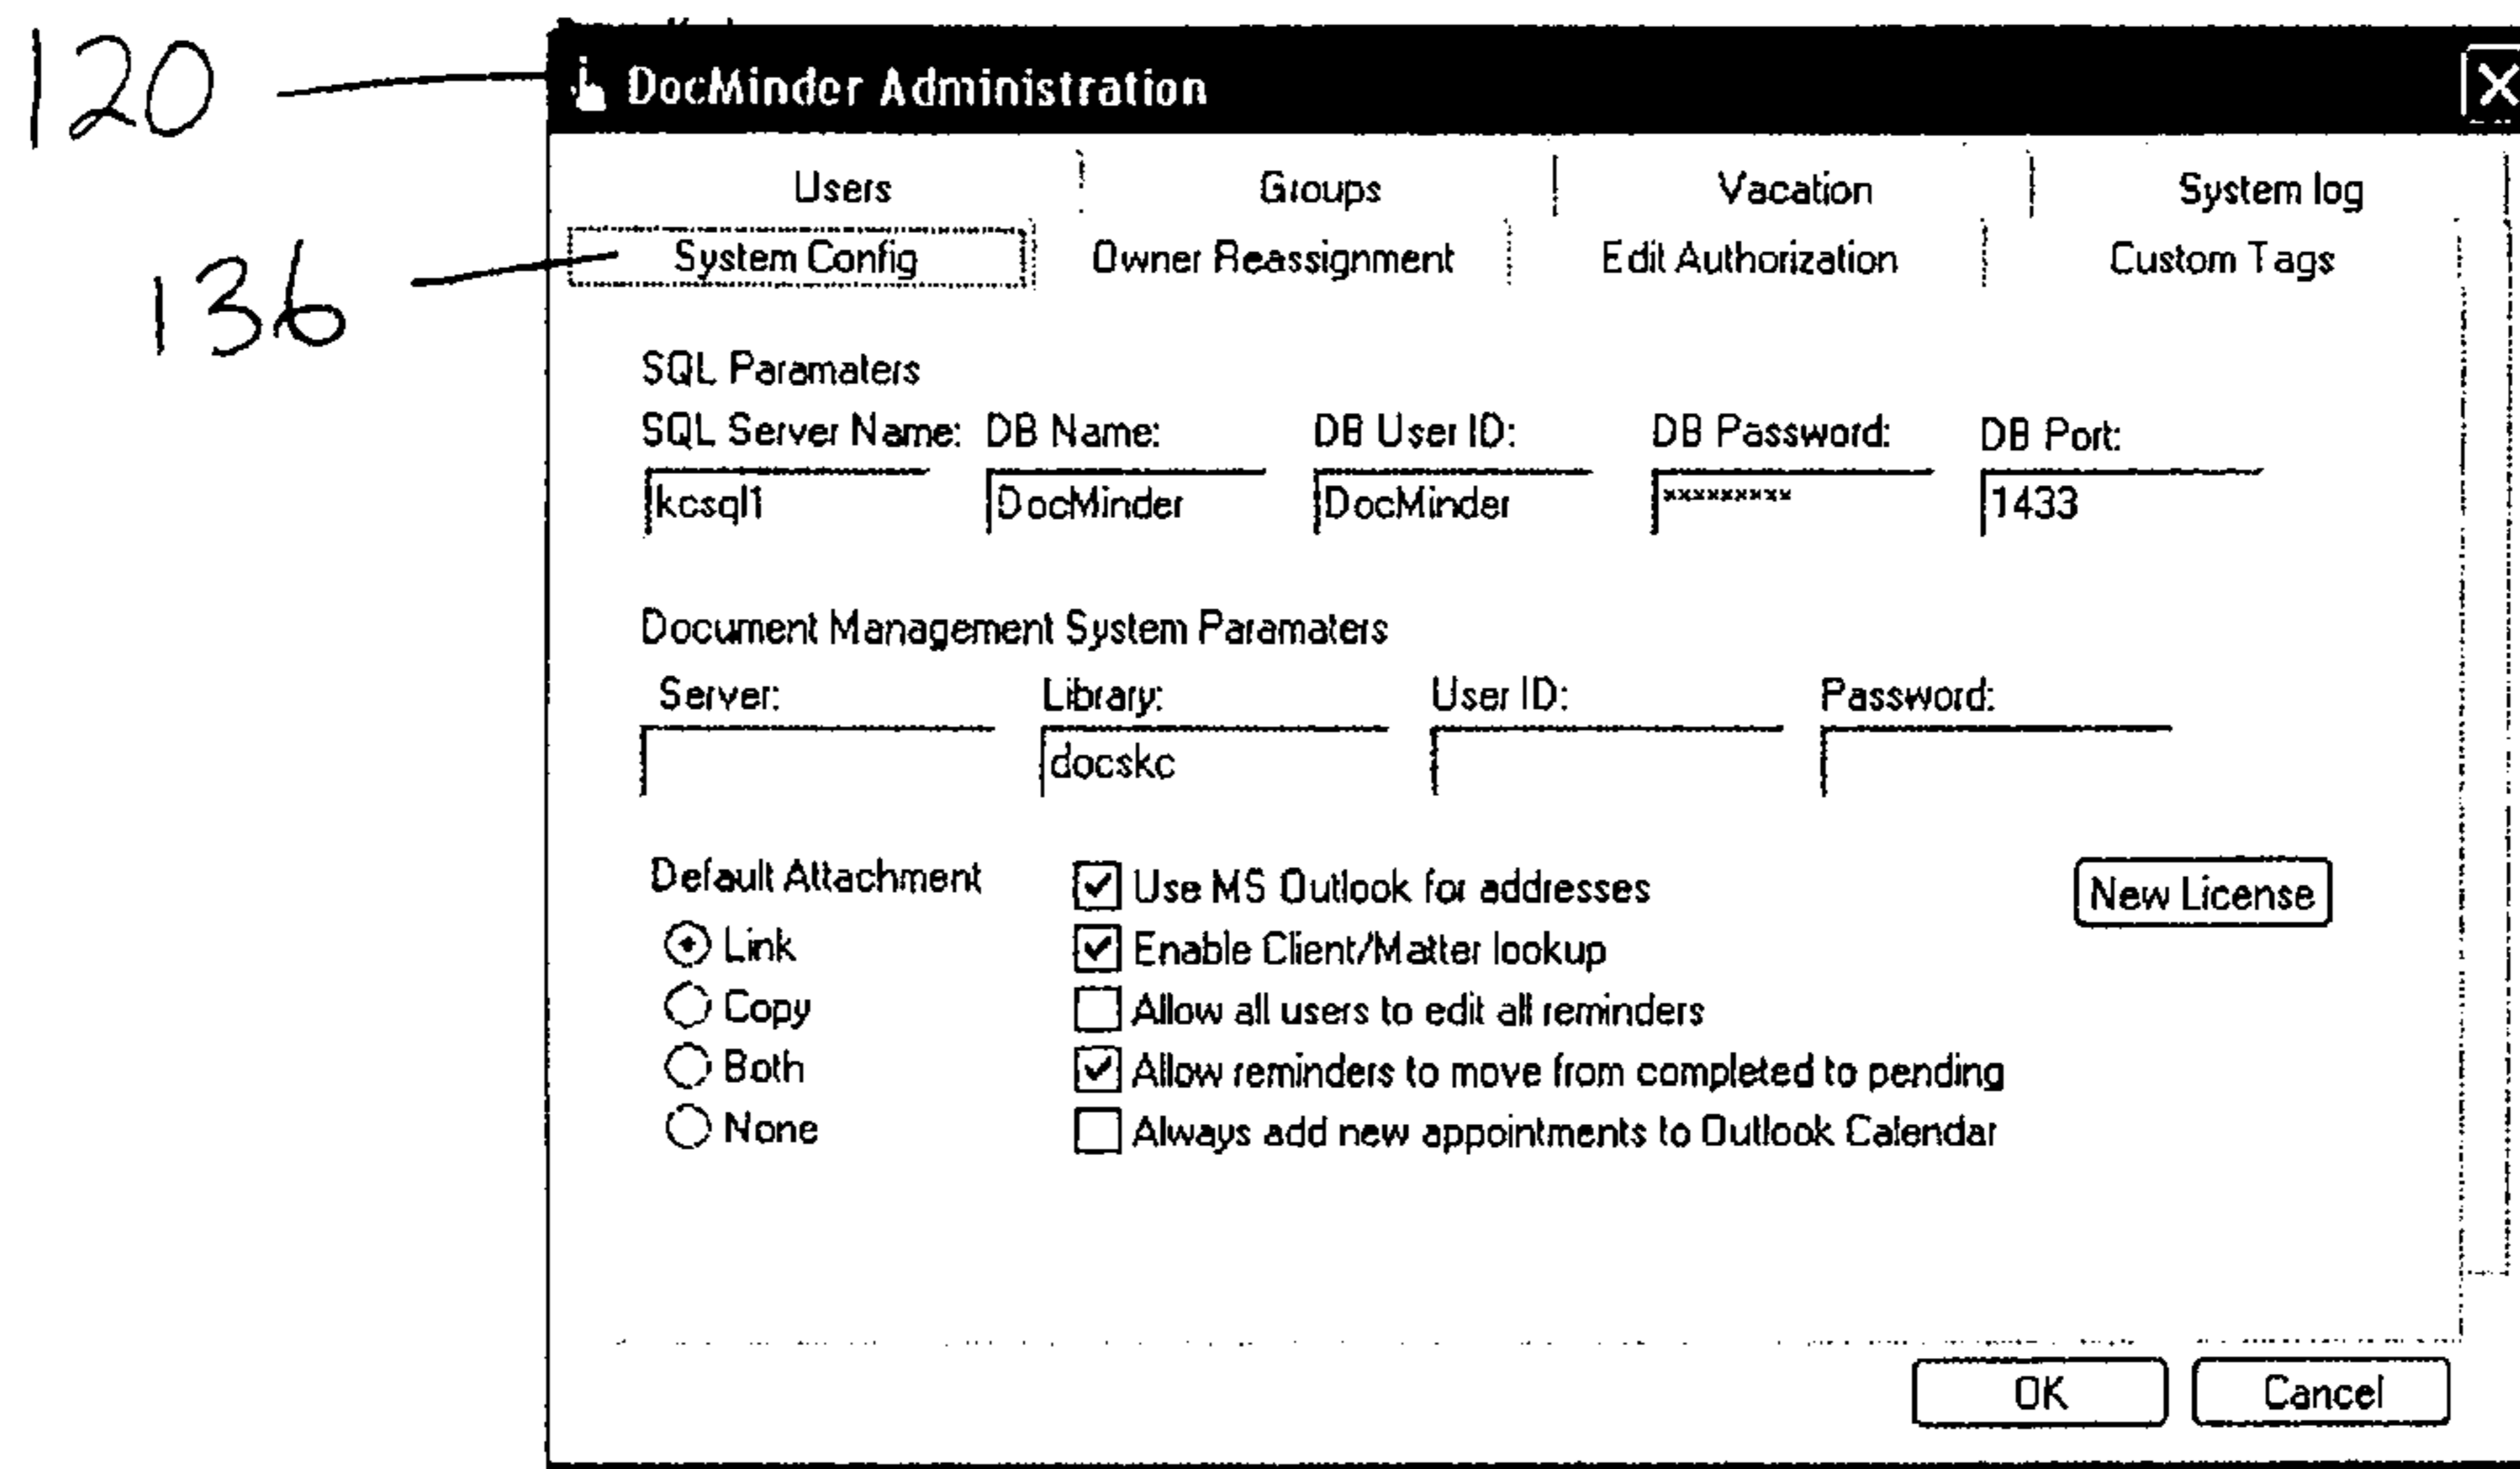 120
DocMinder Administration
Users Groups Vacation System log
136
System Config Owner Reassignment Edit Authorization Custom Tags
SQL Paramaters
SQL Server Name: DB Name: DB User ID: DB Password: DB Port:
kcsql1 DocMinder DocMinder ********* 1433
Document Management System Paramaters
Server: Library: User ID: Password:
docskc
Default Attachment
Use MS Outlook for addresses
New License
Link
Enable Client/Matter lookup
Copy
Allow all users to edit all reminders
Both
Allow reminders to move from completed to pending
None
Always add new appointments to Outlook Calendar
OK Cancel